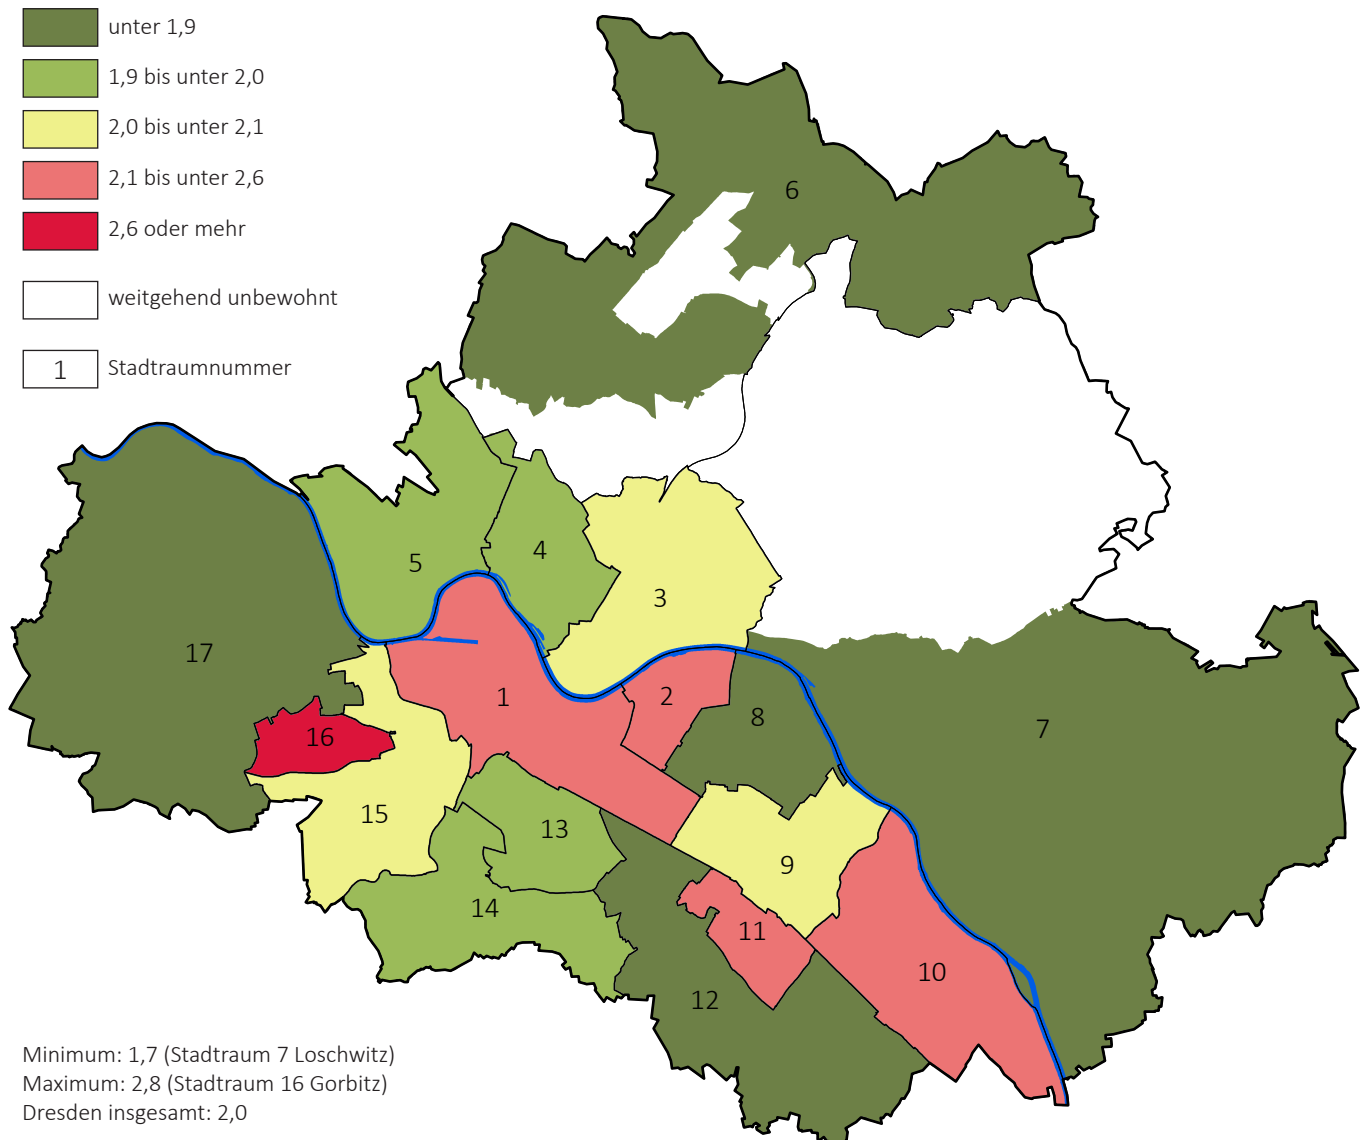 unter 1,9
1,9 bis unter 2,0
2,0 bis unter 2,1
2,1 bis unter 2,6
2,6 oder mehr
weitgehend unbewohnt
1 Stadtraumnummer
6
5
4
3
17
1
2
8
7
16
15
13
9
14
11
10
12
Minimum: 1,7 (Stadtraum 7 Loschwitz)
Maximum: 2,8 (Stadtraum 16 Gorbitz)
Dresden insgesamt: 2,0